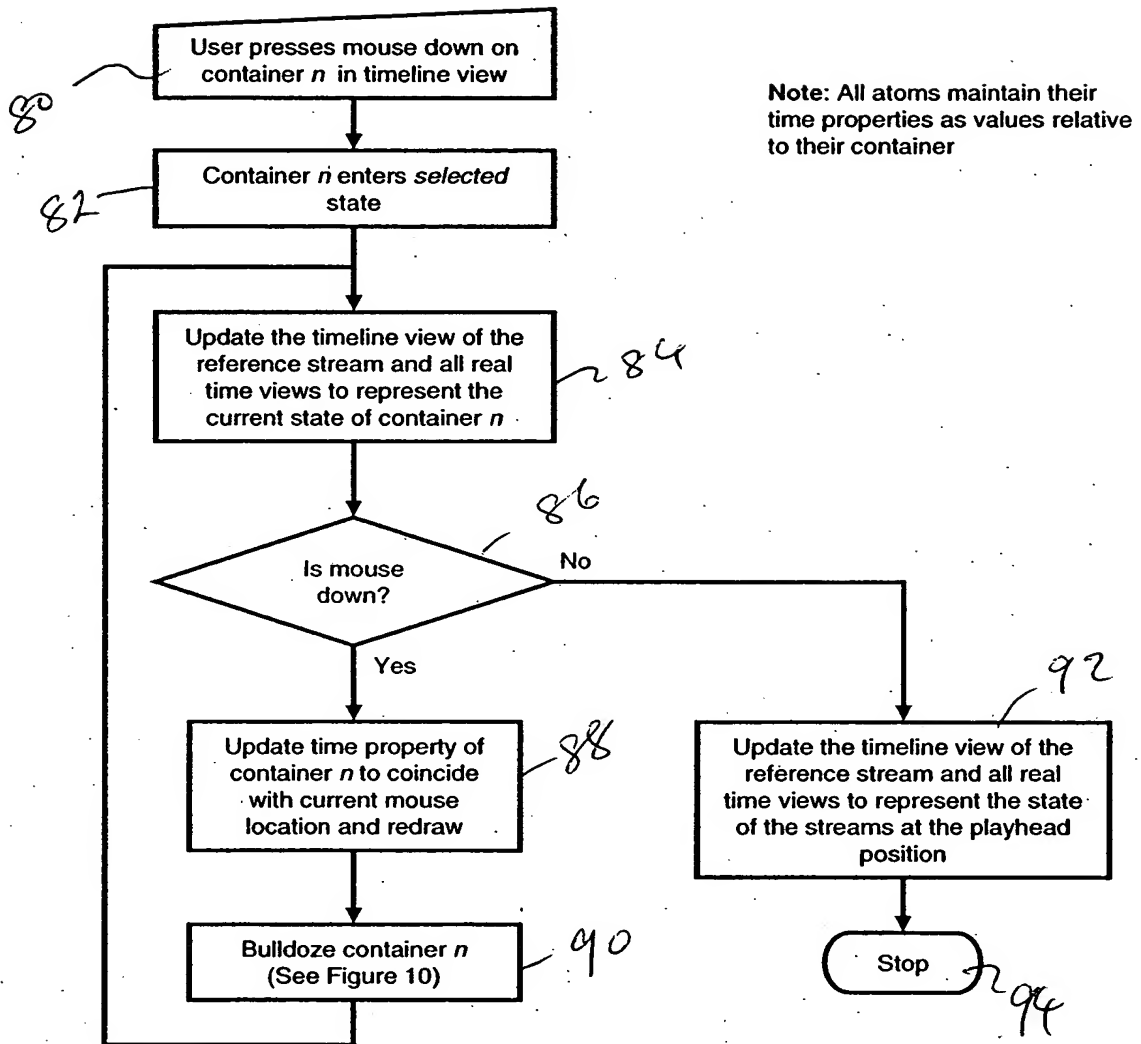 User presses mouse down on
container n in timeline view
80
Note: All atoms maintain their
time properties as values relative
to their container
Container n enters selected
state
82
Update the timeline view of the
reference stream and all real
time views to represent the
current state of container n
84
86
Is mouse
down?
No
Yes
92
Update time property of
container n to coincide
with current mouse
location and redraw
88
Update the timeline view of the
reference stream and all real
time views to represent the state
of the streams at the playhead
position
Bulldoze container n
(See Figure 10)
90
Stop
94